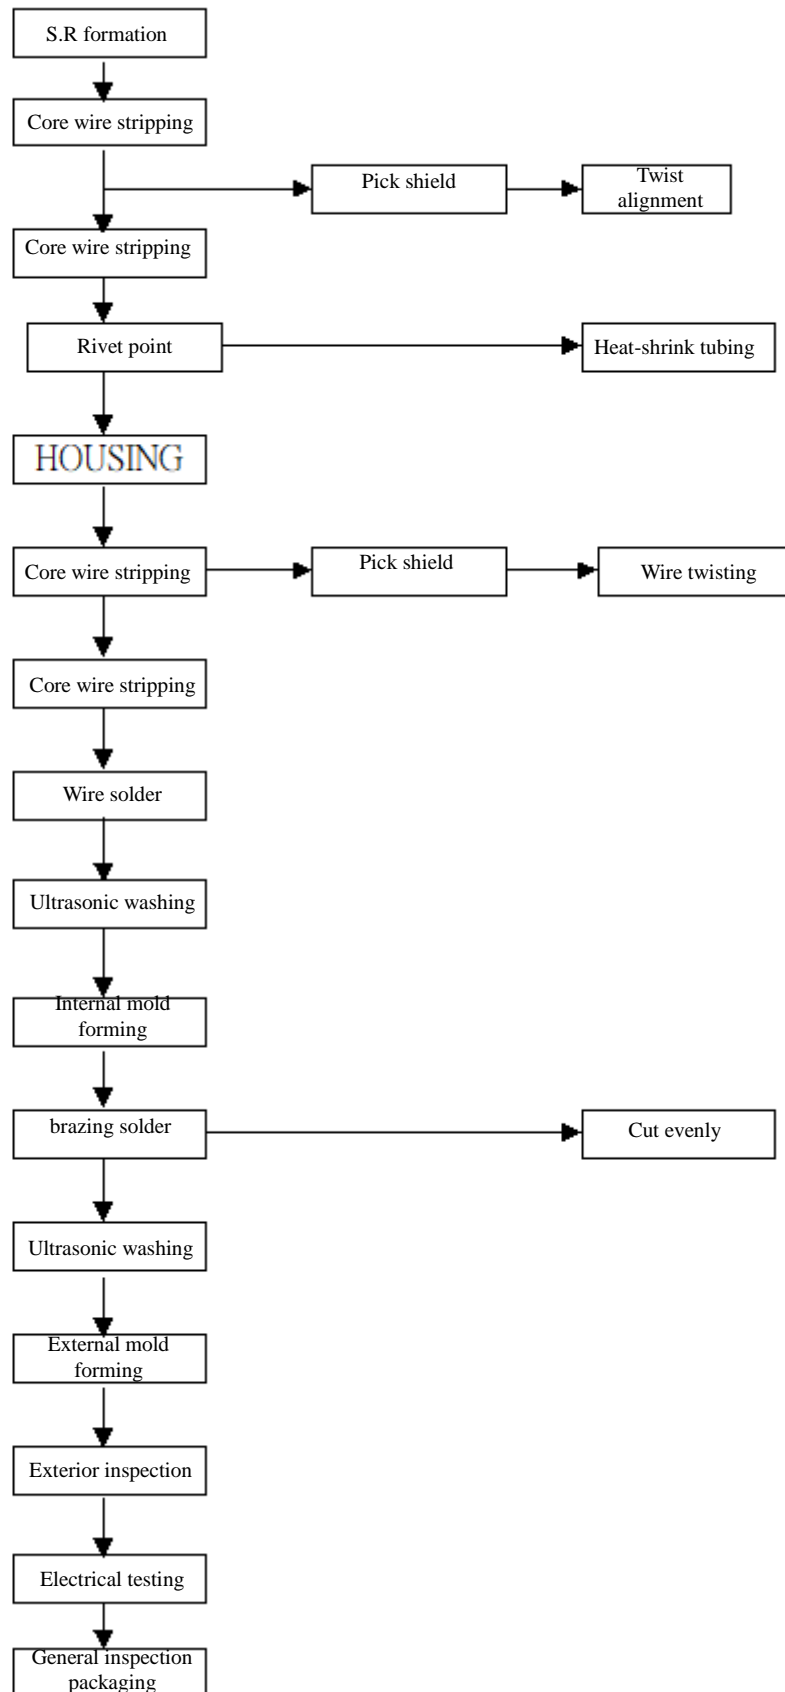 S.R formation
Core wire stripping
Pick shield
Twist
alignment
Core wire stripping
Rivet point
Heat-shrink tubing
HOUSING
Core wire stripping
Pick shield
Wire twisting
Core wire stripping
Wire solder
Ultrasonic washing
Internal mold
forming
brazing solder
Cut evenly
Ultrasonic washing
External mold
forming
Exterior inspection
Electrical testing
General inspection
packaging